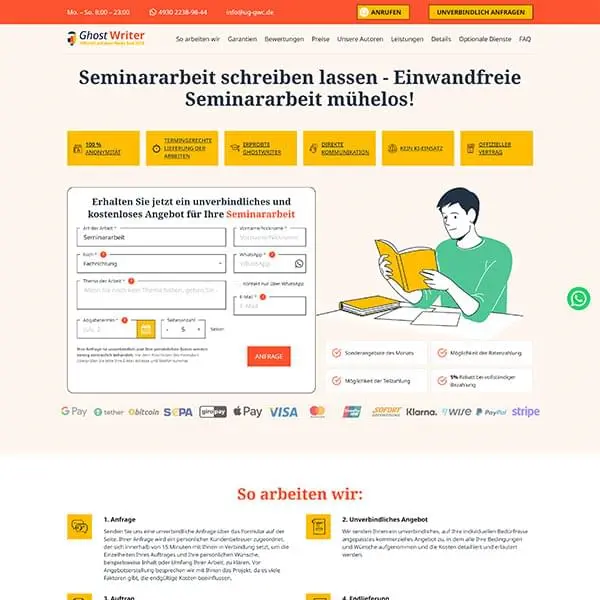 Mo. – So. 8:00 – 23:00
4930 2238-98-44
info@ug-gwc.de
ANRUFEN
UNVERBINDLICH ANFRAGEN
Ghost Writer
So arbeiten wir
Garantien
Bewertungen
Preise
Unsere Autoren
Leistungen
Details
Optionale Dienste
FAQ
Seminararbeit schreiben lassen - Einwandfreie
Seminararbeit mühelos!
100 %
ANONYMITÄT
TERMINGERECHTE
LIEFERUNG DER
ARBEITEN
ERPROBTE
GHOSTWRITER
DIREKTE
KOMMUNIKATION
KEIN KI-EINSATZ
OFFIZIELLER
VERTRAG
Erhalten Sie jetzt ein unverbindliches und
kostenloses Angebot für Ihre Seminararbeit
Art der Arbeit *
Seminararbeit
Vorname/Nickname *
Vorname/Nickname
Fach *
Fachrichtung
WhatsApp *
WhatsApp
Kontakt nur über WhatsApp
Thema der Arbeit *
Wenn Sie noch kein Thema haben, geben Sie
E-Mail *
E-Mail
Abgabetermin *
July, 2
Seitenanzahl
- 5 +
Seiten
Ihre Anfrage ist unverbindlich und Ihre persönlichen Daten werden
streng vertraulich behandelt.
ANFRAGE
Sonderangebote des Monats
Möglichkeit der Ratenzahlung
Möglichkeit der Teilzahlung
5% Rabatt bei vollständiger
Bezahlung
G Pay
tether
bitcoin
SEPA
giropay
Pay
VISA
SOFORT
Klarna.
WIRE
PayPal
stripe
So arbeiten wir:
1. Anfrage
Senden Sie uns eine unverbindliche Anfrage über das Formular auf der
Seite. Ihrer Anfrage wird ein persönlicher Kundenbetreuer zugeordnet,
der sich innerhalb von 15 Minuten mit Ihnen in Verbindung setzt, um die
Einzelheiten Ihres Auftrages und Ihre persönlichen Wünsche,
beispielsweise Inhalt oder Umfang Ihrer Arbeit, zu klären. Vor
Angebotserstellung besprechen wir mit Ihnen das Projekt, da es viele
Faktoren gibt, die endgültige Kosten beeinflussen.
2. Unverbindliches Angebot
Wir senden Ihnen ein unverbindliches, auf Ihre individuellen Bedürfnisse
angepasstes kommerzielles Angebot zu, in dem alle Ihre Bedingungen
und Wünsche aufgenommen und die Kosten detailliert und erläutert
werden.
3. Auftrag
4. Endlieferung